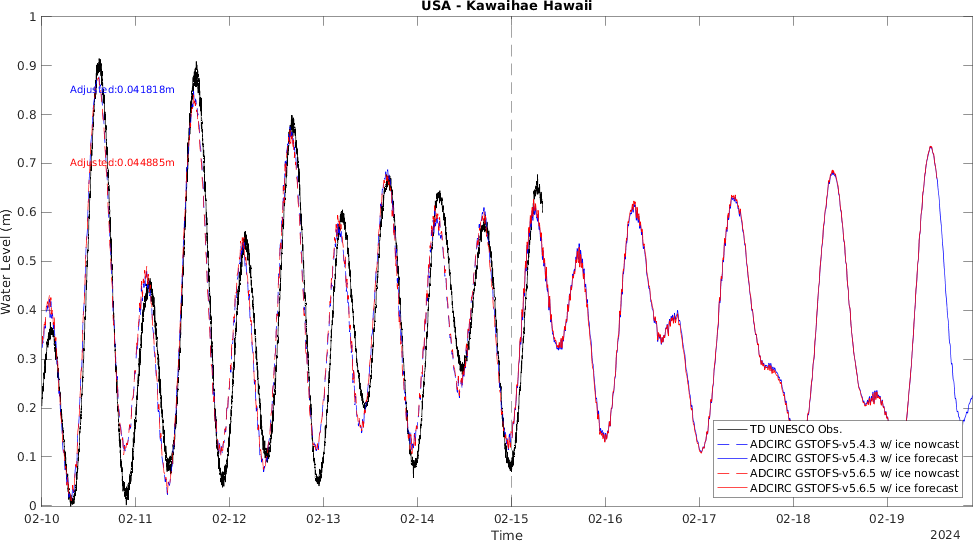 USA - Kawaihae Hawaii
1
0.9
0.8
0.7
0.6
0.5
0.4
0.3
0.2
0.1
0
Water Level (m)
Adjusted:0.041818m
Adjusted:0.044885m
TD UNESCO Obs.
ADCIRC GSTOFS-v5.4.3 w/ ice nowcast
ADCIRC GSTOFS-v5.4.3 w/ ice forecast
ADCIRC GSTOFS-v5.6.5 w/ ice nowcast
ADCIRC GSTOFS-v5.6.5 w/ ice forecast
02-10 02-11 02-12 02-13 02-14 02-15 02-16 02-17 02-18 02-19
Time
2024